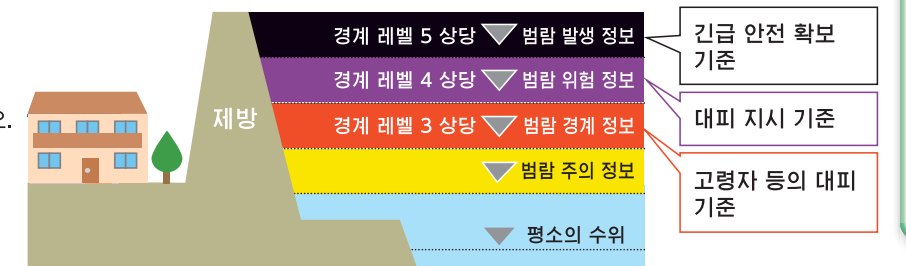 경계 레벨 5 상당 범람 발생 정보
긴급 안전 확보
기준
경계 레벨 4 상당 범람 위험 정보
대피 지시 기준
제방
경계 레벨 3 상당 범람 경계 정보
고령자 등의 대피
기준
범람 주의 정보
평소의 수위